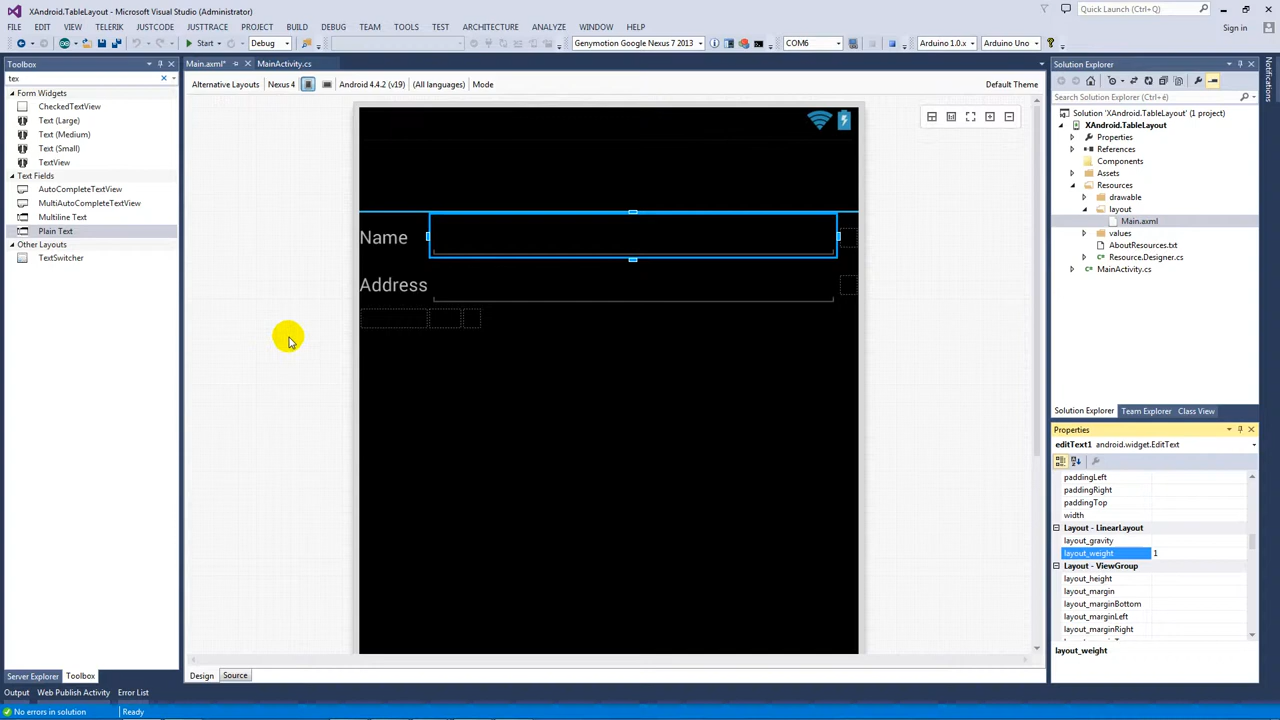 XAndroid.TableLayout - Microsoft Visual Studio (Administrator)
Quick Launch (Ctrl+J)
FILE EDIT VIEW TELERIK JUSTCODE JUSTTRACE PROJECT BUILD DEBUG TEAM TOOLS TEST ARCHITECTURE ANALYZE WINDOW HELP
Sign in
Start Debug Genymotion Google Nexus 7 2013 COM6 Arduino 1.0.x Arduino Uno
Toolbox
tex
Form Widgets
CheckedTextView
Text (Large)
Text (Medium)
Text (Small)
TextView
Text Fields
AutoCompleteTextView
MultiAutoCompleteTextView
Multiline Text
Plain Text
Other Layouts
TextSwitcher
Server Explorer Toolbox
Main.axml* MainActivity.cs
Alternative Layouts Nexus 4 Android 4.4.2 (v19) (All languages) Mode Default Theme
Name
Address
Design Source
Solution Explorer
Search Solution Explorer (Ctrl+é)
Solution 'XAndroid.TableLayout' (1 project)
XAndroid.TableLayout
Properties
References
Components
Assets
Resources
drawable
layout
Main.axml
values
AboutResources.txt
Resource.Designer.cs
MainActivity.cs
Solution Explorer Team Explorer Class View
Notifications
Properties
editText1 android.widget.EditText
paddingLeft
paddingRight
paddingTop
width
Layout - LinearLayout
layout_gravity
layout_weight 1
Layout - ViewGroup
layout_height
layout_margin
layout_marginBottom
layout_marginLeft
layout_marginRight
layout_weight
Output Web Publish Activity Error List
No errors in solution Ready